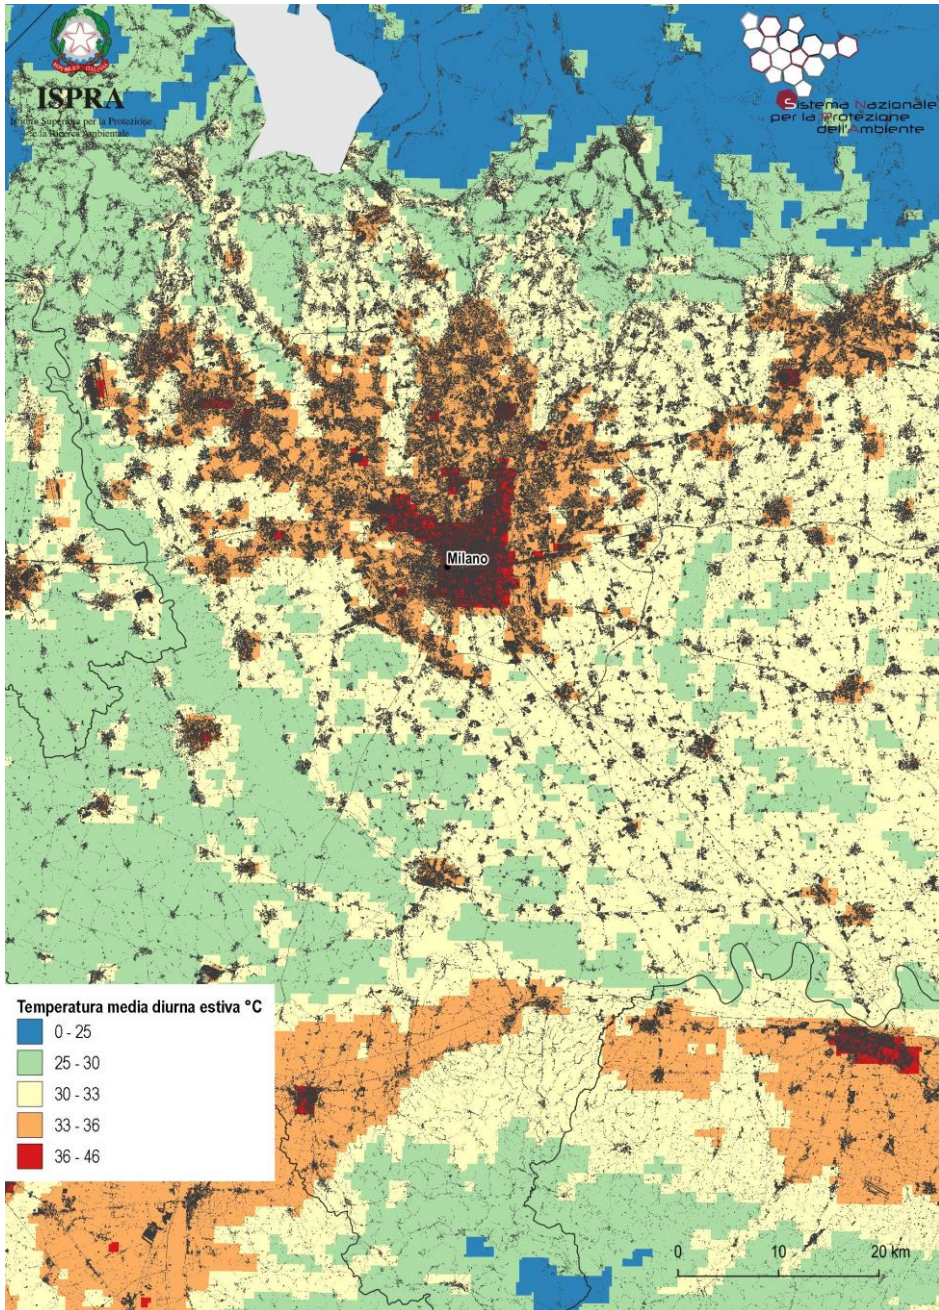 ISPRA
Istituto Superiore per la Protezione
e la Ricerca Ambientale
Sistema Nazionale
per la Protezione
dell'Ambiente
Milano
Temperatura media diurna estiva °C
0 - 25
25 - 30
30 - 33
33 - 36
36 - 46
0 10 20 km